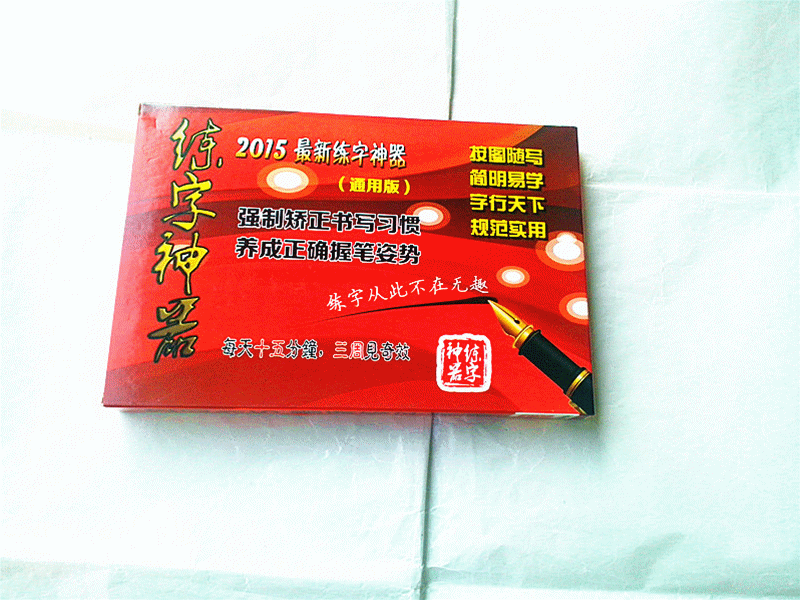 练字神器
2015 最新练字神器
（通用版）
强制矫正书写习惯
养成正确握笔姿势
按图随写
简明易学
字行天下
规范实用
练字从此不在无趣
每天十五分鐘，三周見奇效
练字
神器